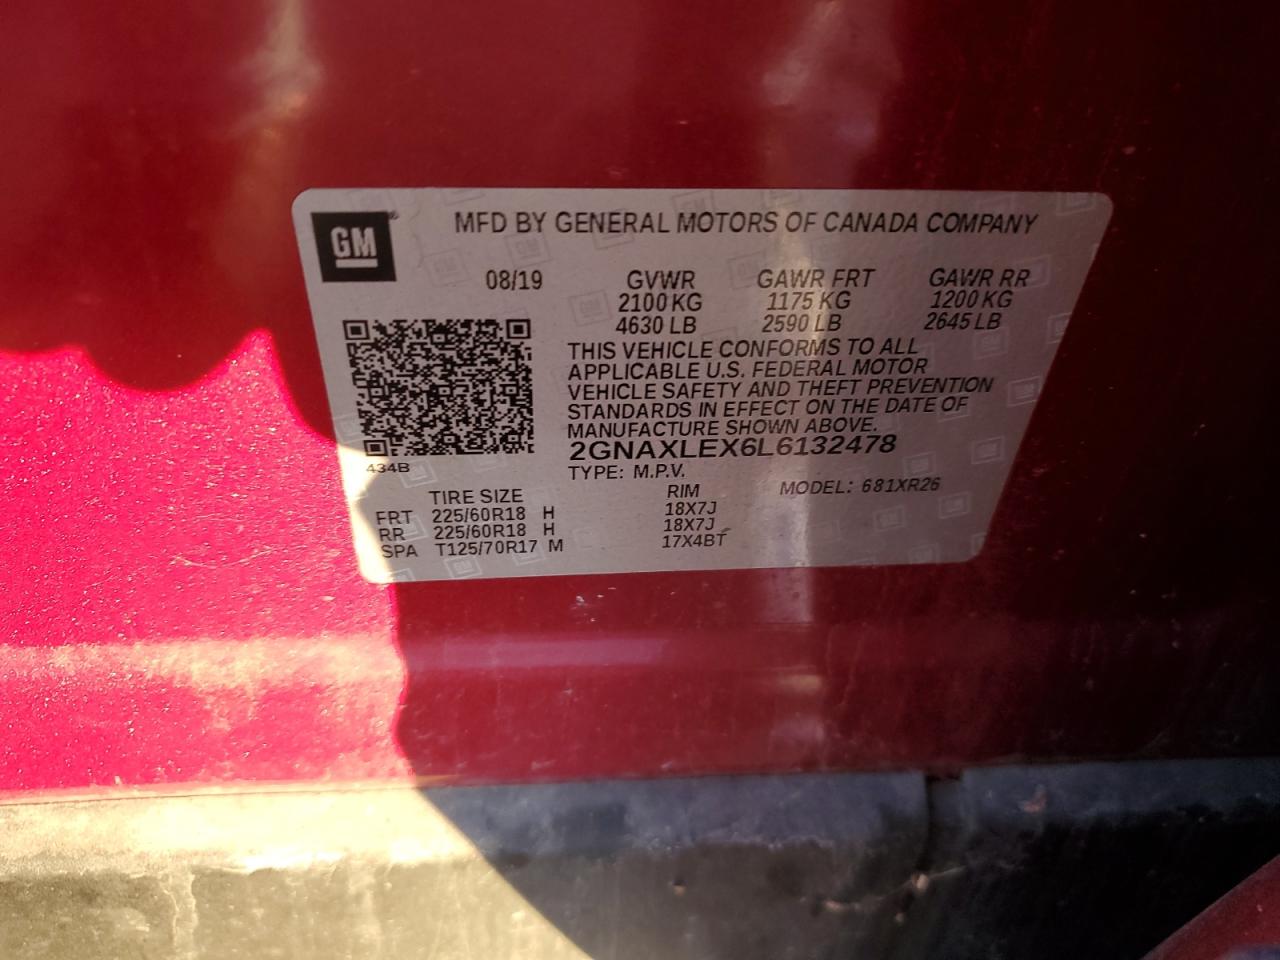 GM ®
MFD BY GENERAL MOTORS OF CANADA COMPANY
08/19 GVWR GAWR FRT GAWR RR
2100 KG 1175 KG 1200 KG
4630 LB 2590 LB 2645 LB
THIS VEHICLE CONFORMS TO ALL
APPLICABLE U.S. FEDERAL MOTOR
VEHICLE SAFETY AND THEFT PREVENTION
STANDARDS IN EFFECT ON THE DATE OF
MANUFACTURE SHOWN ABOVE.
2GNAXLEX6L6132478
434B
TYPE: M.P.V. MODEL: 681XR26
TIRE SIZE RIM
FRT 225/60R18 H 18X7J
RR 225/60R18 H 18X7J
SPA T125/70R17 M 17X4BT